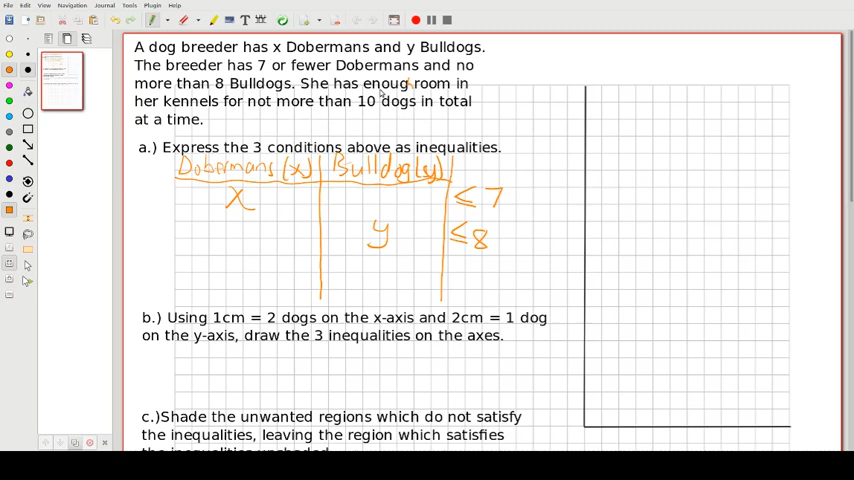 File Edit View Navigation Journal Tools Plugin Help
A dog breeder has x Dobermans and y Bulldogs.
The breeder has 7 or fewer Dobermans and no
more than 8 Bulldogs. She has enough room in
her kennels for not more than 10 dogs in total
at a time.
a.) Express the 3 conditions above as inequalities.
Dobermans (x) Bulldog (y)
x ≤ 7
y ≤ 8
b.) Using 1cm = 2 dogs on the x-axis and 2cm = 1 dog
on the y-axis, draw the 3 inequalities on the axes.
c.)Shade the unwanted regions which do not satisfy
the inequalities, leaving the region which satisfies